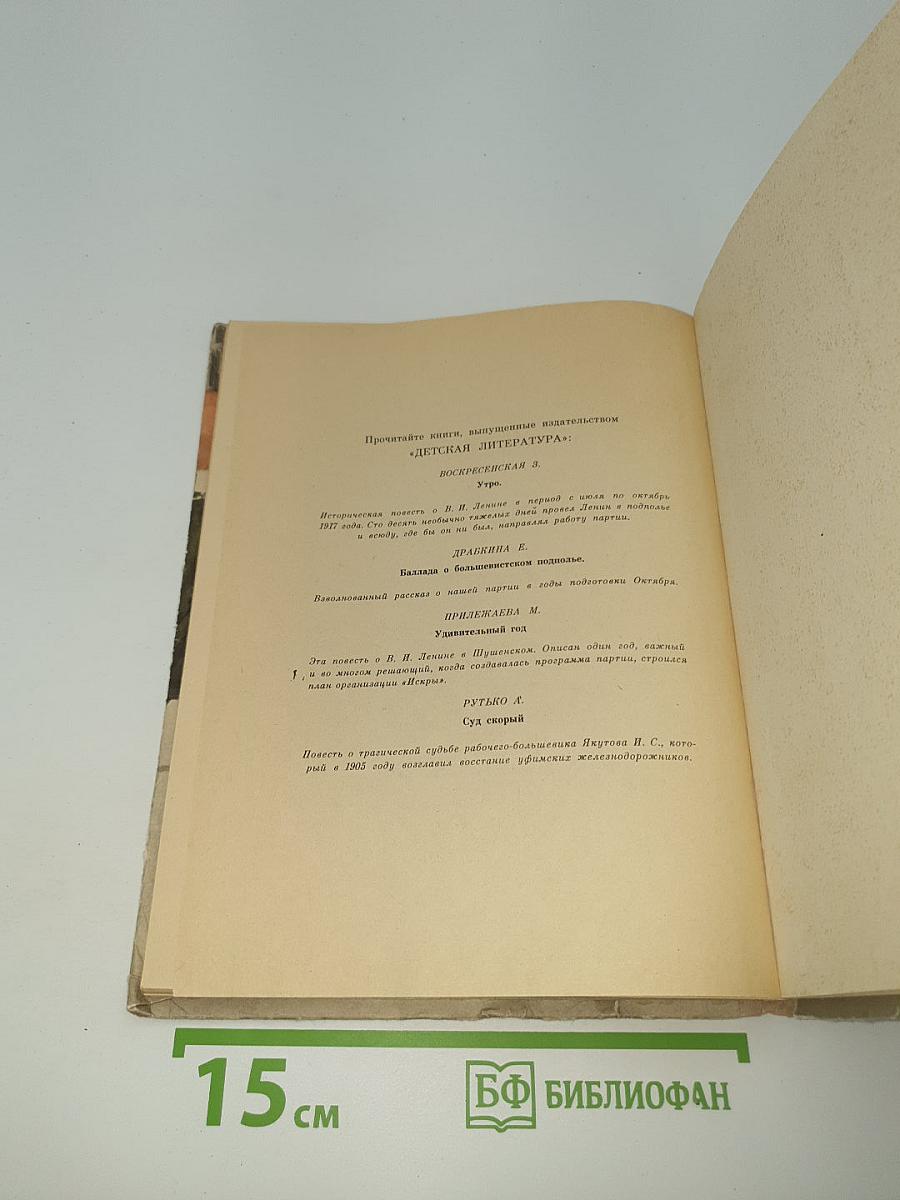 Прочитайте книги, выпущенные издательством
«ДЕТСКАЯ ЛИТЕРАТУРА»:
ВОСКРЕСЕНСКАЯ З.
Утро.
Историческая повесть о В. И. Ленине в период с июля по октябрь
1917 года. Сто десять необычно тяжелых дней провел Ленин в подполье
и всюду, где бы он ни был, направлял работу партии.
ДРАБКИНА Е.
Баллада о большевистском подполье.
Взволнованный рассказ о нашей партии в годы подготовки Октября.
ПРИЛЕЖАЕВА М.
Удивительный год
Эта повесть о В. И. Ленине в Шушенском. Описан один год, важный
и во многом решающий, когда создавалась программа партии, строился
план организации «Искры».
РУТЬКО А.
Суд скорый
Повесть о трагической судьбе рабочего-большевика Якутова И. С., кото-
рый в 1905 году возглавил восстание уфимских железнодорожников.
15 см
БФ БИБЛИОФАН